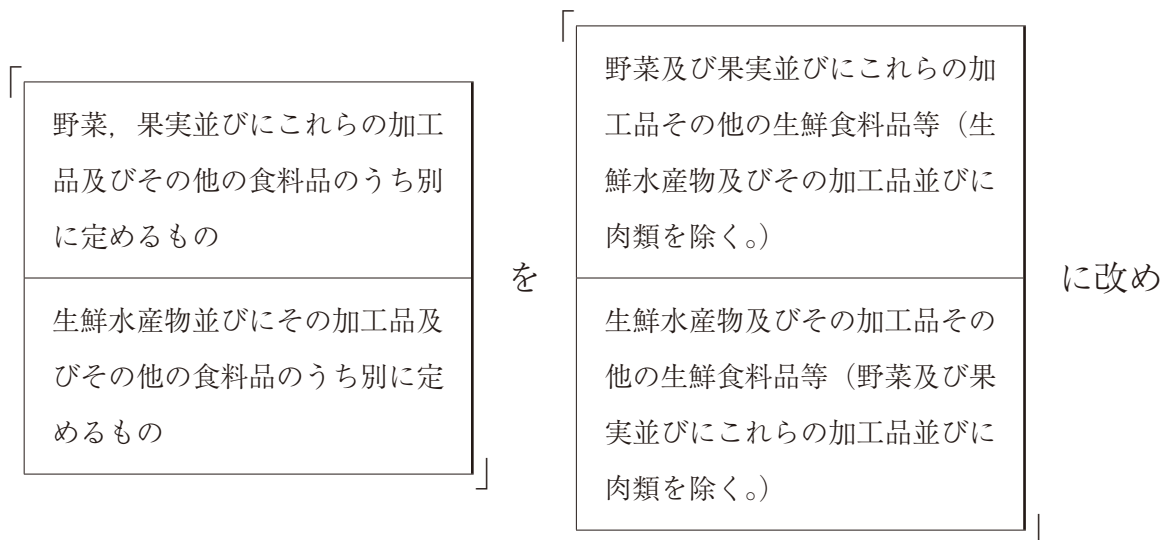 「
野菜，果実並びにこれらの加工
品及びその他の食料品のうち別
に定めるもの
生鮮水産物並びにその加工品及
びその他の食料品のうち別に定
めるもの
」
を
「
野菜及び果実並びにこれらの加
工品その他の生鮮食料品等（生
鮮水産物及びその加工品並びに
肉類を除く。）
生鮮水産物及びその加工品その
他の生鮮食料品等（野菜及び果
実並びにこれらの加工品並びに
肉類を除く。）
」
に改め